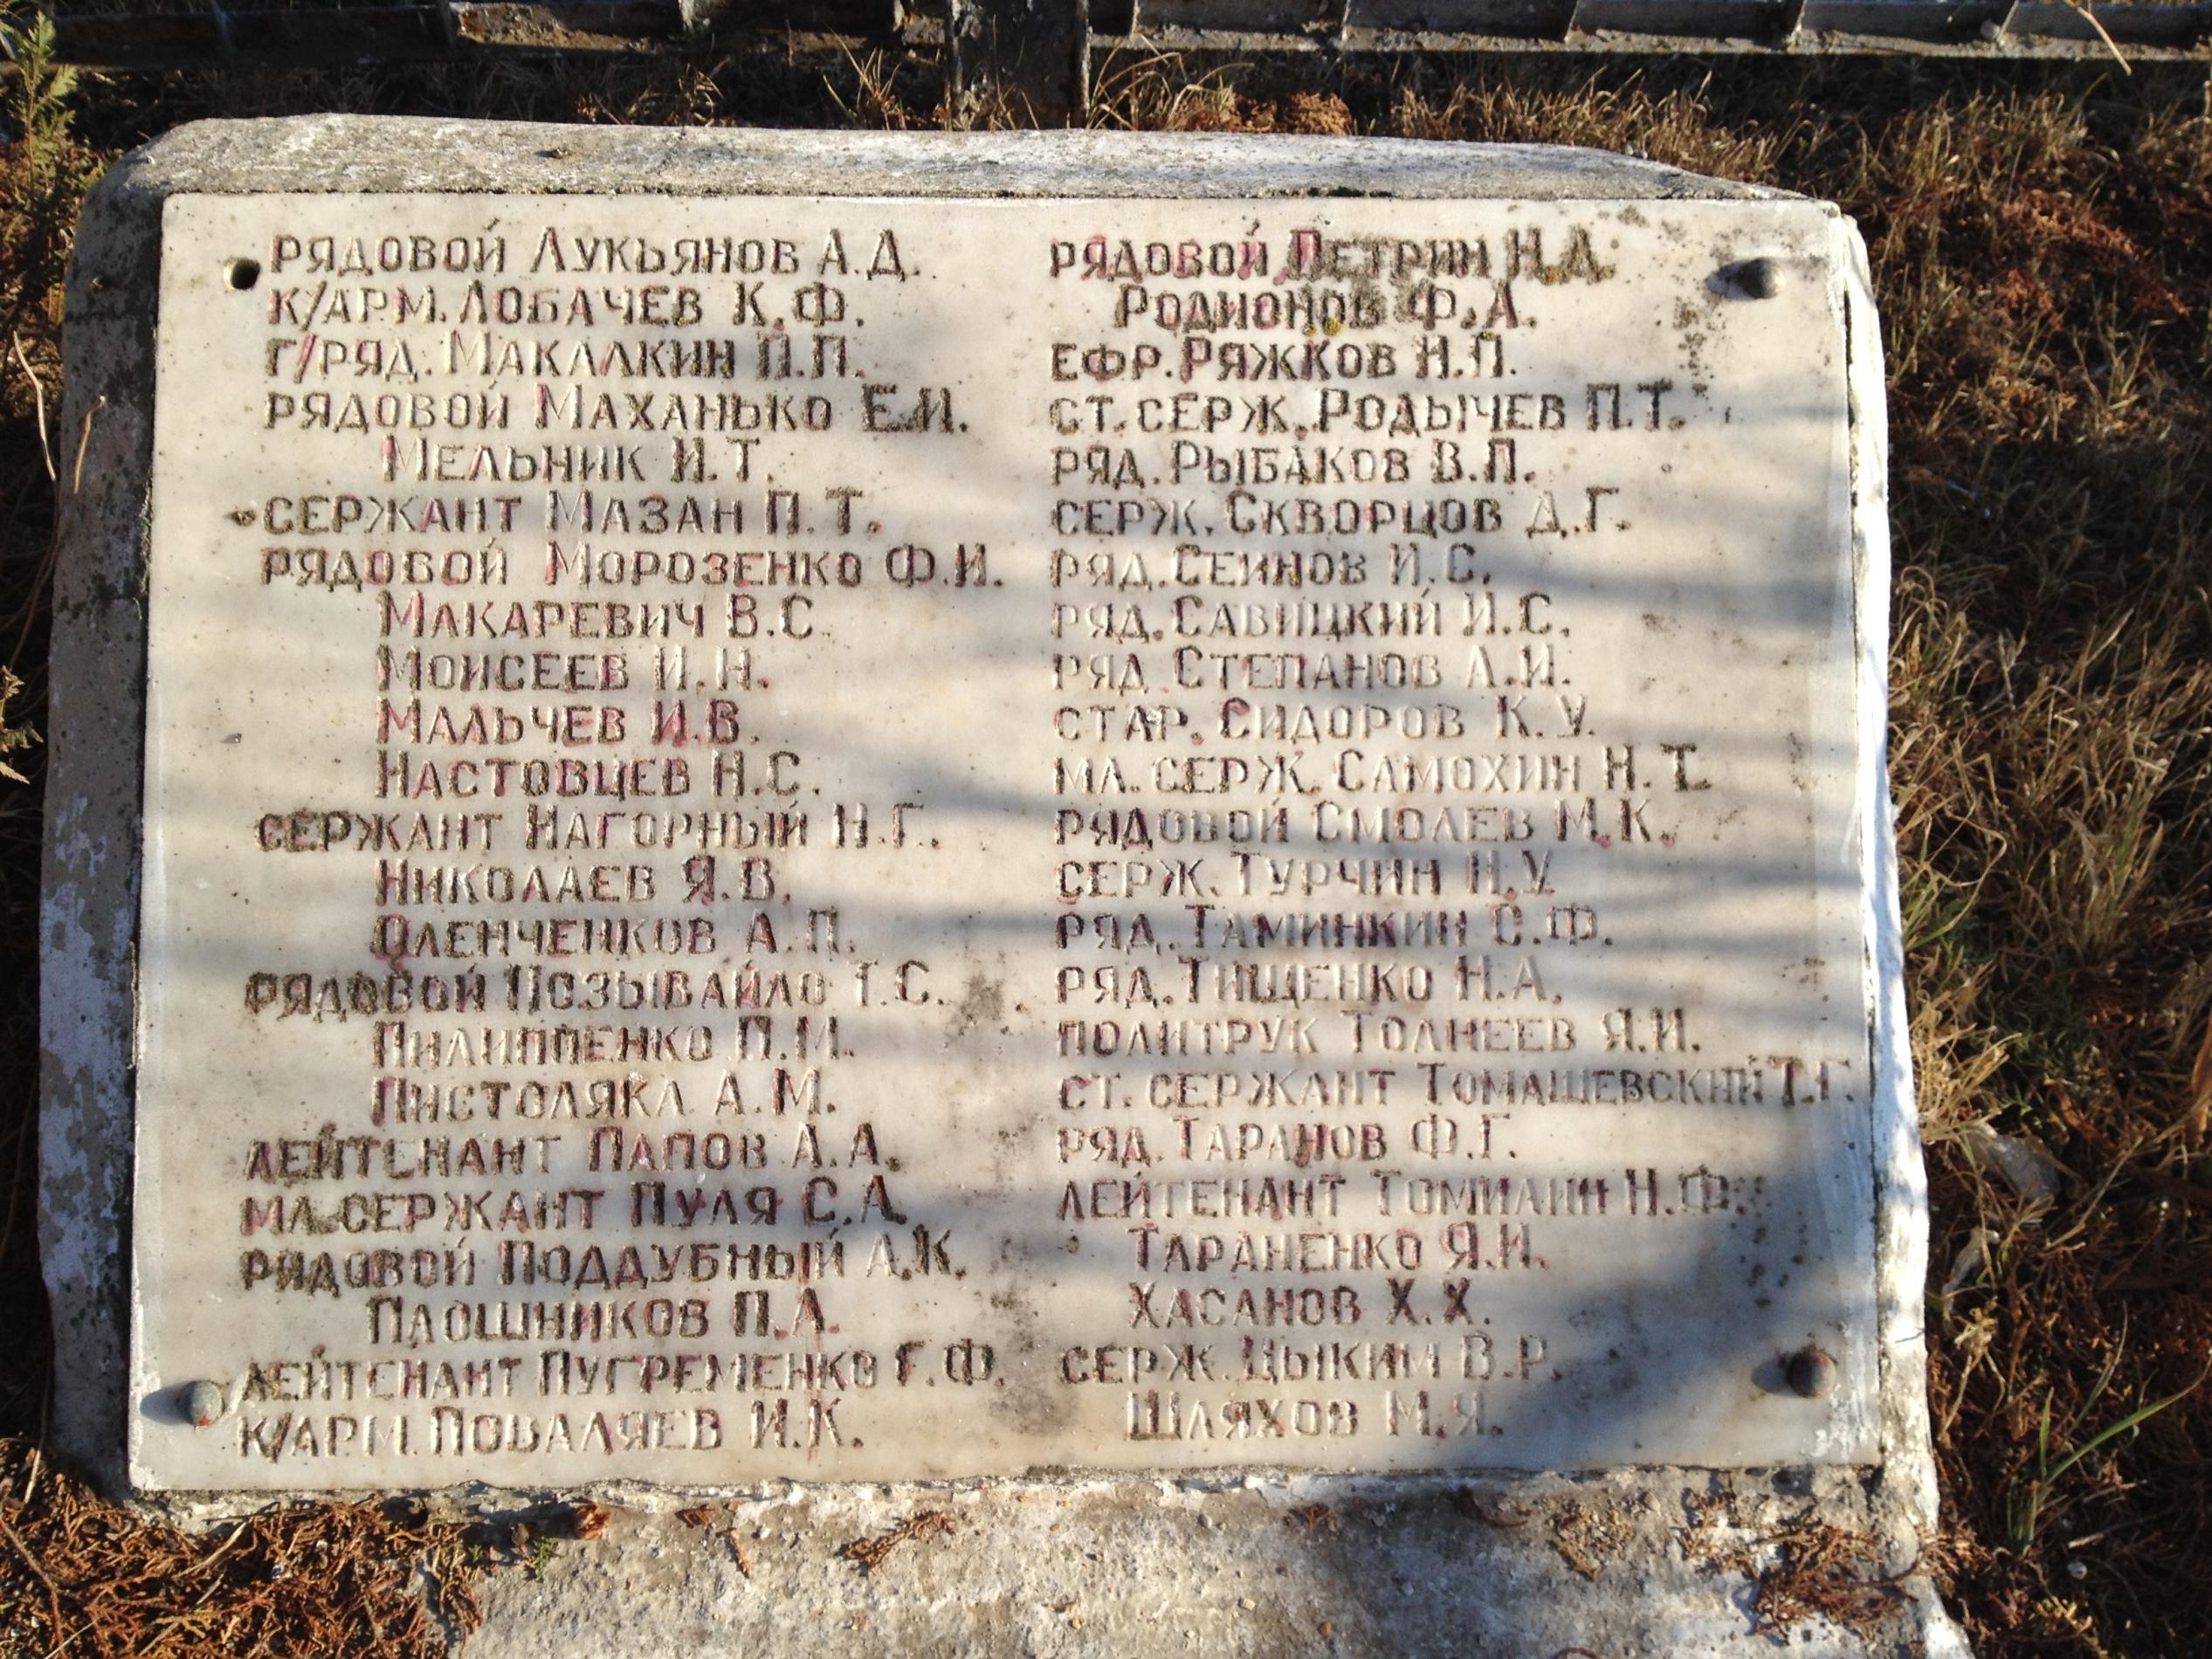 РЯДОВОЙ ЛУКЬЯНОВ А.Д.
К/АРМ. ЛОБАЧЕВ К.Ф.
Г/РЯД. МАКЛАКИН П.П.
РЯДОВОЙ МАХАНЬКО Е.И.
МЕЛЬНИК И.Т.
СЕРЖАНТ МАЗАН П.Т.
РЯДОВОЙ МОРОЗЕНКО Ф.И.
МАКАРЕВИЧ В.С.
МОИСЕЕВ И.Н.
МАЛЬЧЕВ И.В.
НАСТОВЦЕВ Н.С.
СЕРЖАНТ НАГОРНЫЙ Н.Г.
НИКОЛАЕВ Я.В.
ОЛЕНЧЕНКОВ А.П.
РЯДОВОЙ ПОЗЫВАЙЛО Т.С.
ПИЛИППЕНКО П.М.
ПИСТОЛЯКА А.М.
ЛЕЙТЕНАНТ ПАПОВ А.А.
МЛ. СЕРЖАНТ ПУЛЯ С.А.
РЯДОВОЙ ПОДДУБНЫЙ А.К.
ПЛОШНИКОВ П.А.
ЛЕЙТЕНАНТ ПУГРЕМЕНКО Г.Ф.
К/АРМ. ПОВАЛЯЕВ И.К.
РЯДОВОЙ ПЕТРИН Н.Д.
РОДИОНОВ Ф.А.
ЕФР. РЯЖКОВ Н.П.
СТ. СЕРЖ. РОДЫЧЕВ П.Т.
РЯД. РЫБАКОВ В.П.
СЕРЖ. СКВОРЦОВ Д.Г.
РЯД. СЕИНОВ И.С.
РЯД. САВИЦКИЙ И.С.
РЯД. СТЕПАНОВ А.И.
СТАР. СИДОРОВ К.У.
МЛ. СЕРЖ. САМОХИН Н.Т.
РЯДОВОЙ СМОЛЕВ М.К.
СЕРЖ. ТУРЧИН Н.У.
РЯД. ТАМИНКИН С.Ф.
РЯД. ТИЩЕНКО Н.А.
ПОЛИТРУК ТОЛНЕЕВ Я.И.
СТ. СЕРЖАНТ ТОМАШЕВСКИЙ Т.Г.
РЯД. ТАРАНОВ Ф.Г.
ЛЕЙТЕНАНТ ТОМИЛИН Н.Ф.
ТАРАНЕНКО Я.И.
ХАСАНОВ Х.Х.
СЕРЖ. ЦЫКИМ В.Р.
ШЛЯХОВ М.Я.